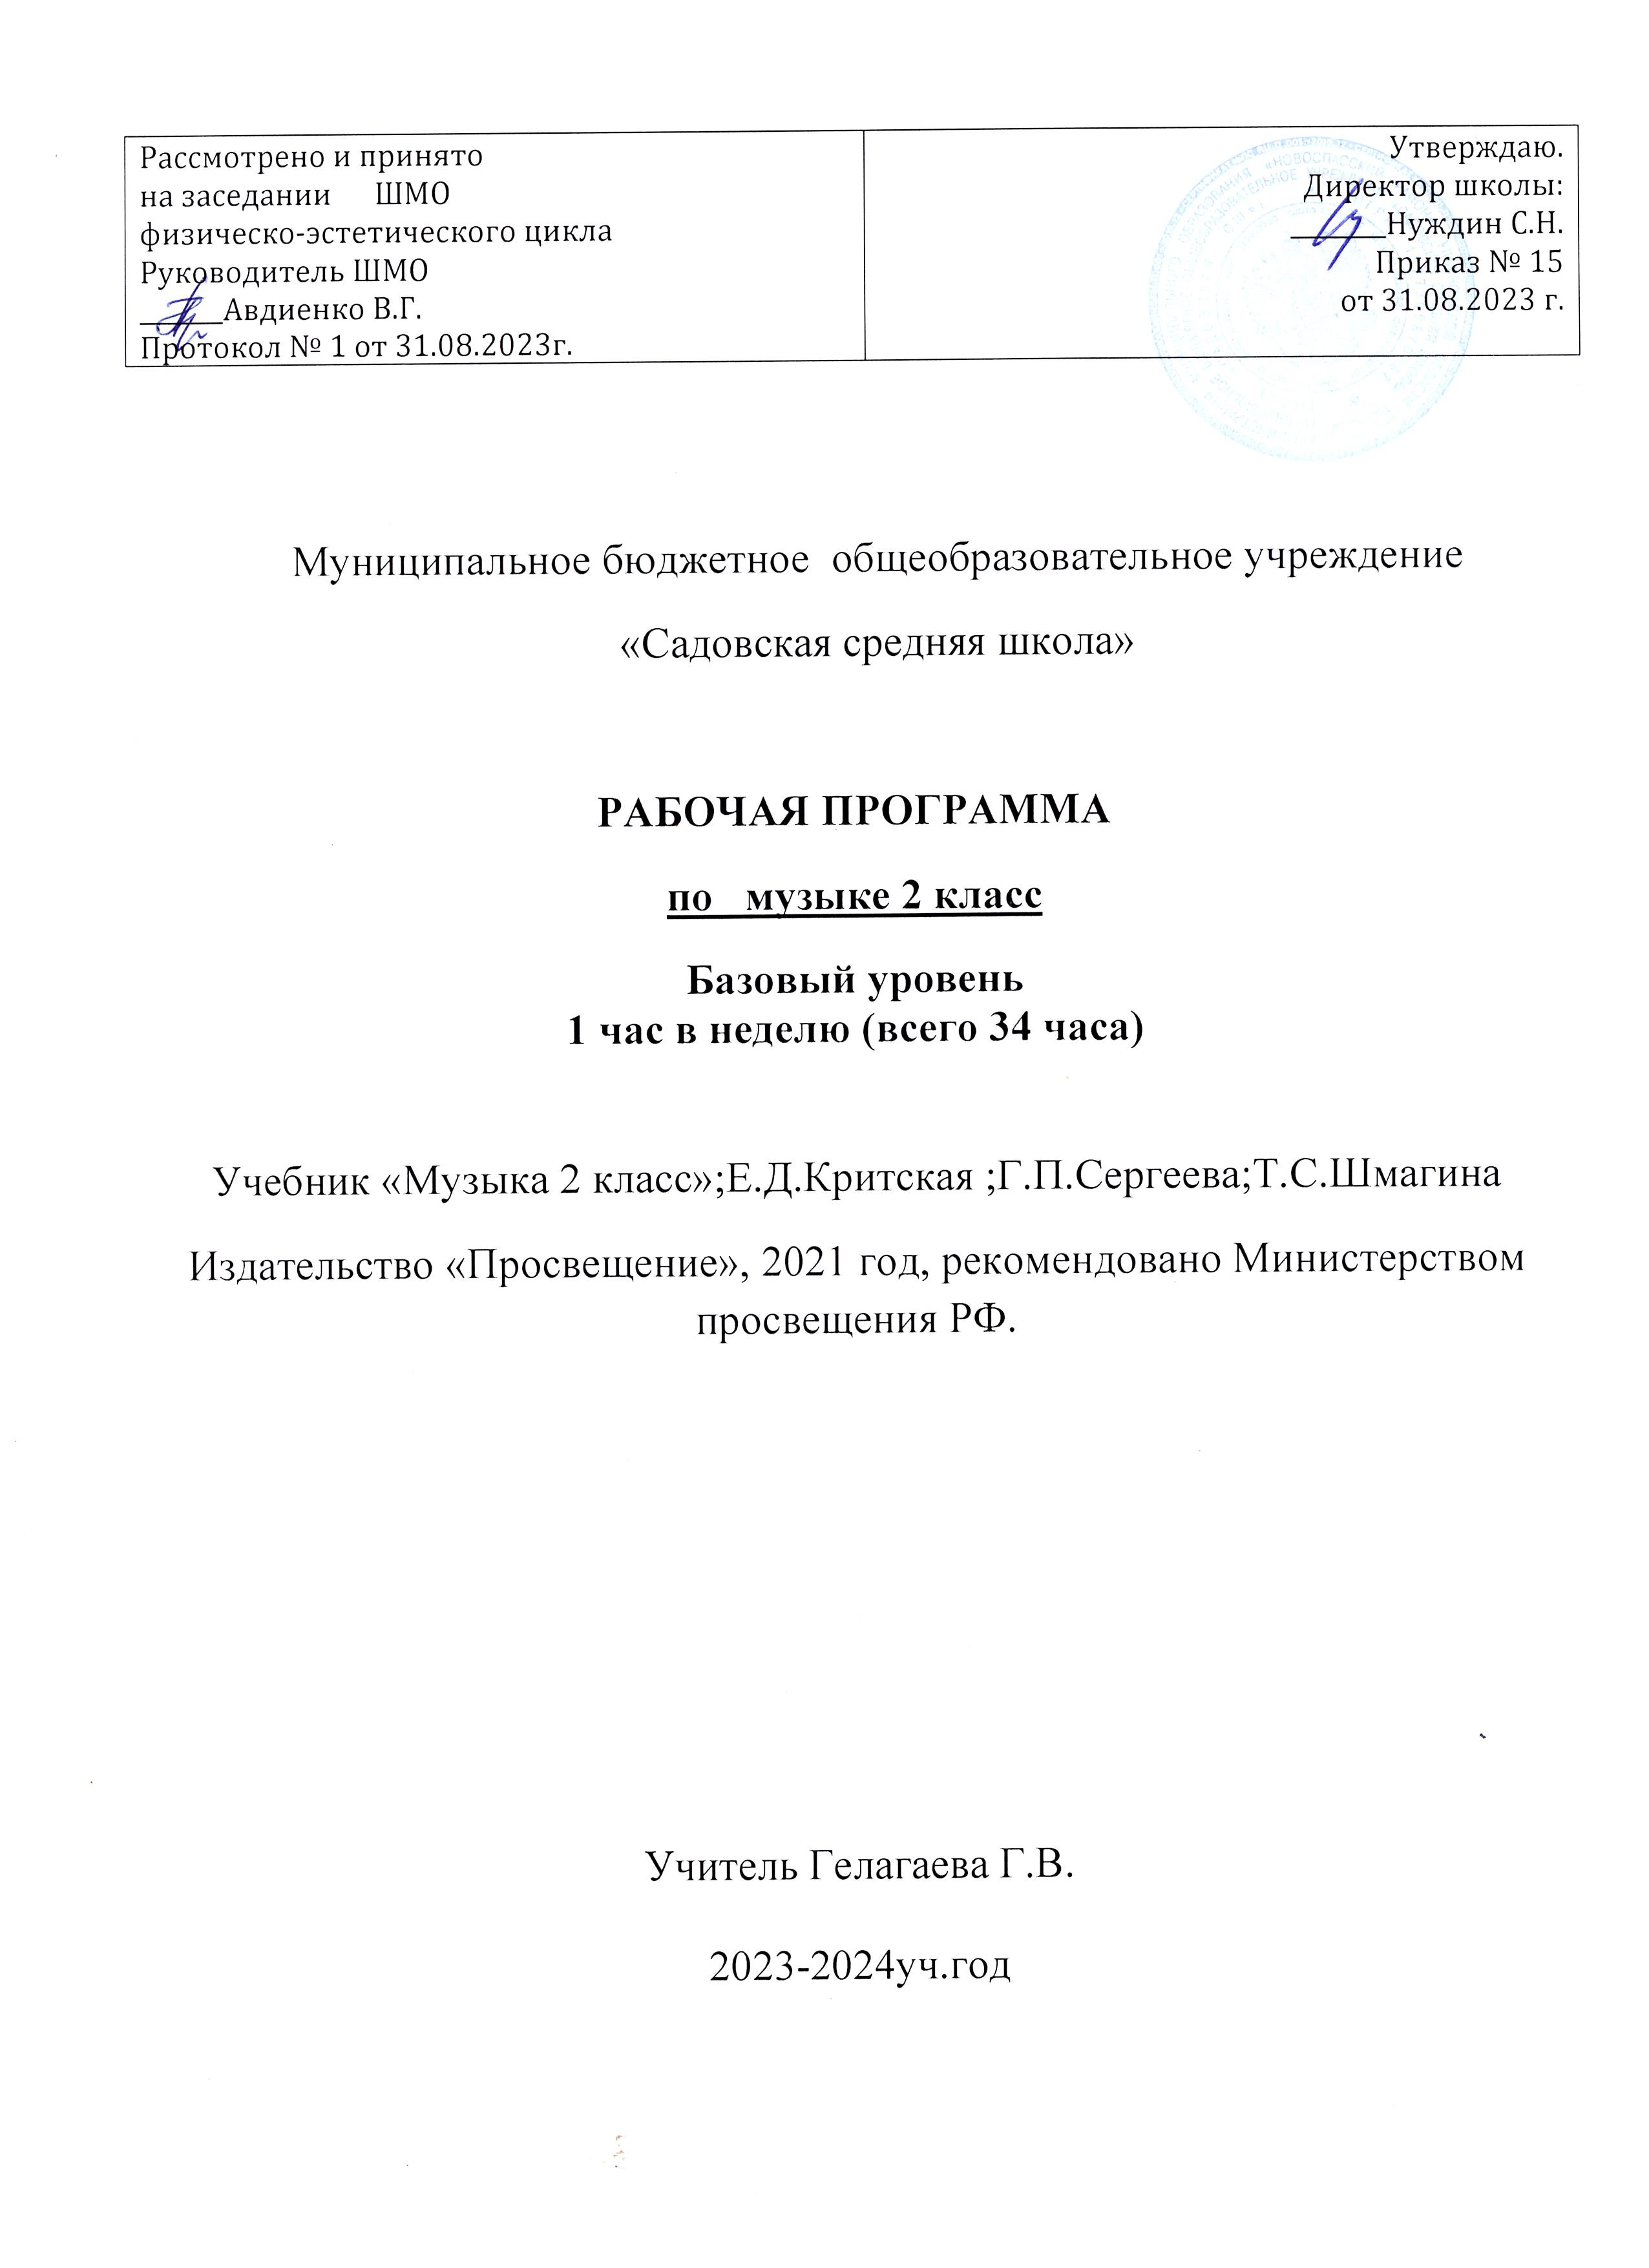 Рассмотрено и принято
на заседании ШМО
физическо-эстетического цикла
Руководитель ШМО
______Авдиенко В.Г.
Протокол № 1 от 31.08.2023г.
Утверждаю.
Директор школы:
______Нуждин С.Н.
Приказ № 15
от 31.08.2023 г.
Муниципальное бюджетное общеобразовательное учреждение
«Садовская средняя школа»
РАБОЧАЯ ПРОГРАММА
по музыке 2 класс
Базовый уровень
1 час в неделю (всего 34 часа)
Учебник «Музыка 2 класс»;Е.Д.Критская ;Г.П.Сергеева;Т.С.Шмагина
Издательство «Просвещение», 2021 год, рекомендовано Министерством
просвещения РФ.
Учитель Гелагаева Г.В.
2023-2024уч.год